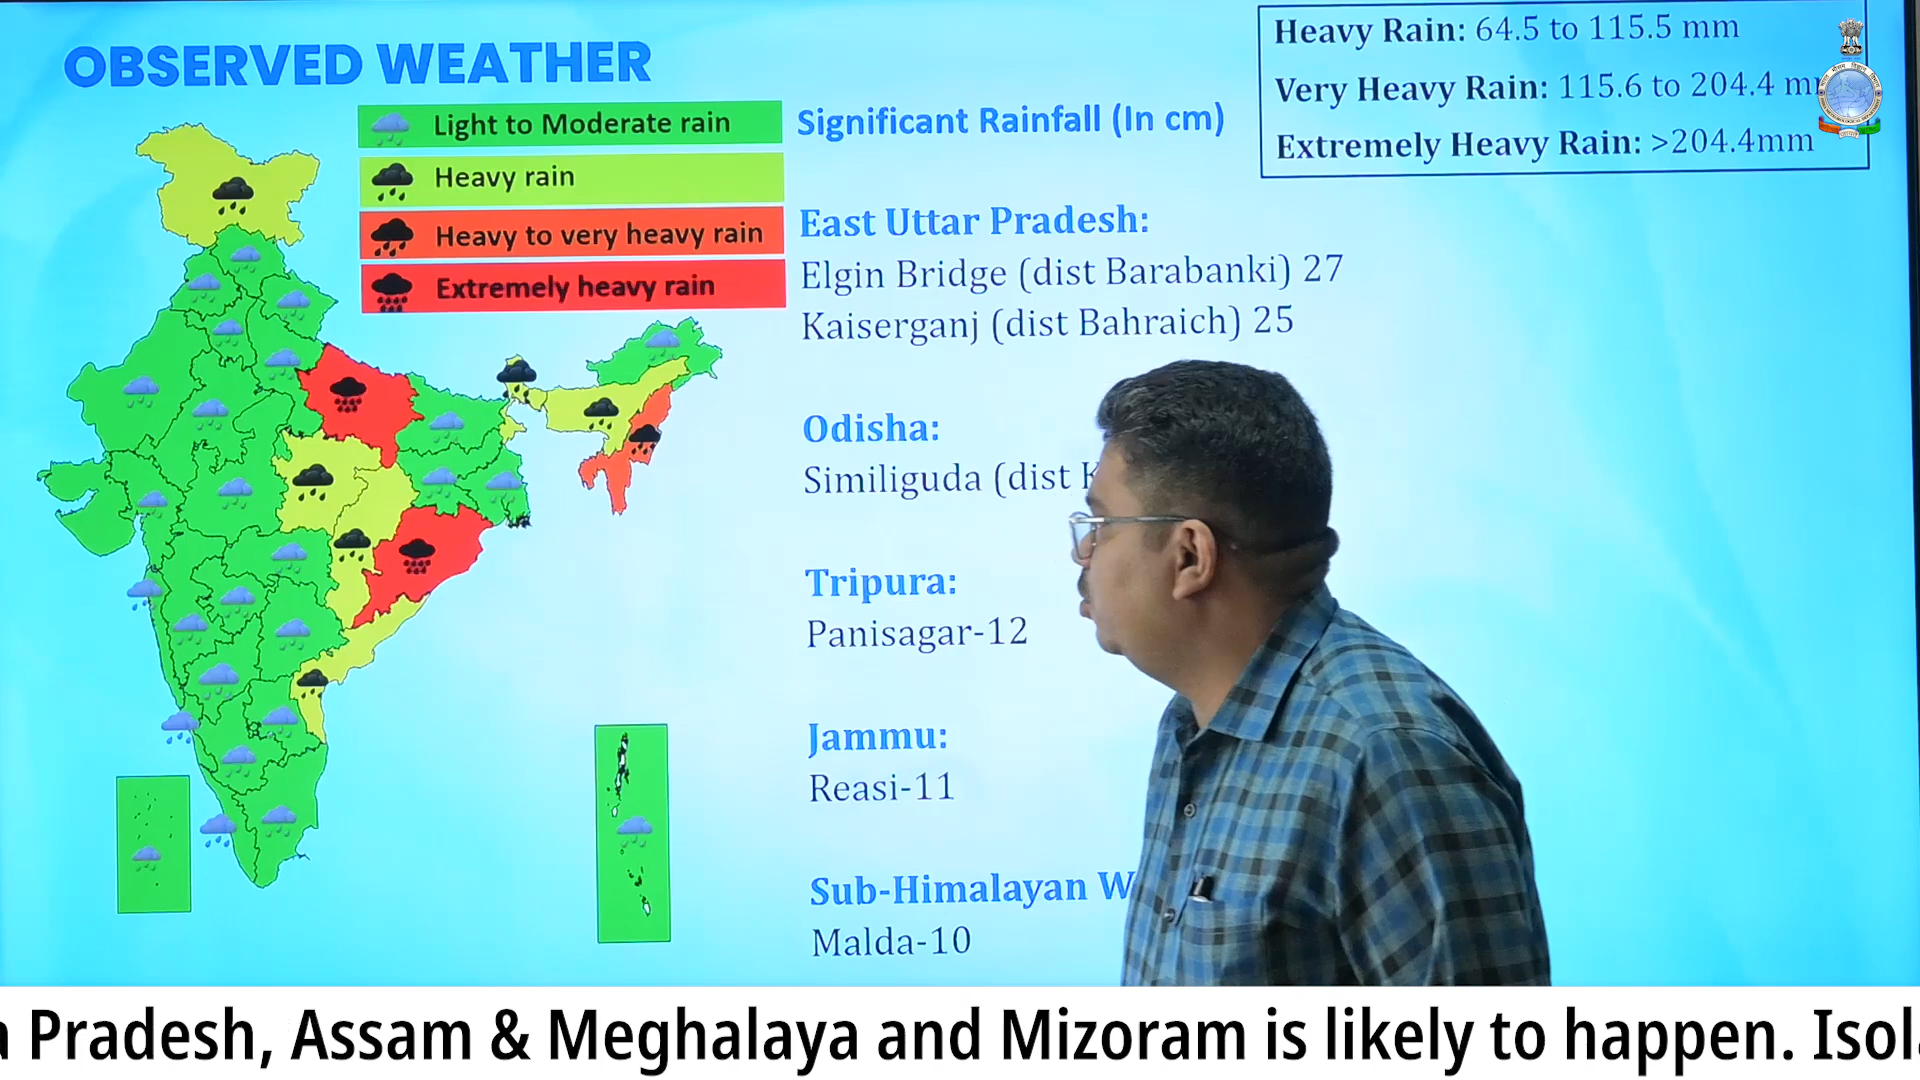 OBSERVED WEATHER
Light to Moderate rain
Heavy rain
Heavy to very heavy rain
Extremely heavy rain
Significant Rainfall (In cm)
Heavy Rain: 64.5 to 115.5 mm
Very Heavy Rain: 115.6 to 204.4 m
Extremely Heavy Rain: >204.4mm
East Uttar Pradesh:
Elgin Bridge (dist Barabanki) 27
Kaiserganj (dist Bahraich) 25
Odisha:
Similiguda (dist K
Tripura:
Panisagar-12
Jammu:
Reasi-11
Sub-Himalayan W
Malda-10
Pradesh, Assam & Meghalaya and Mizoram is likely to happen. Isol